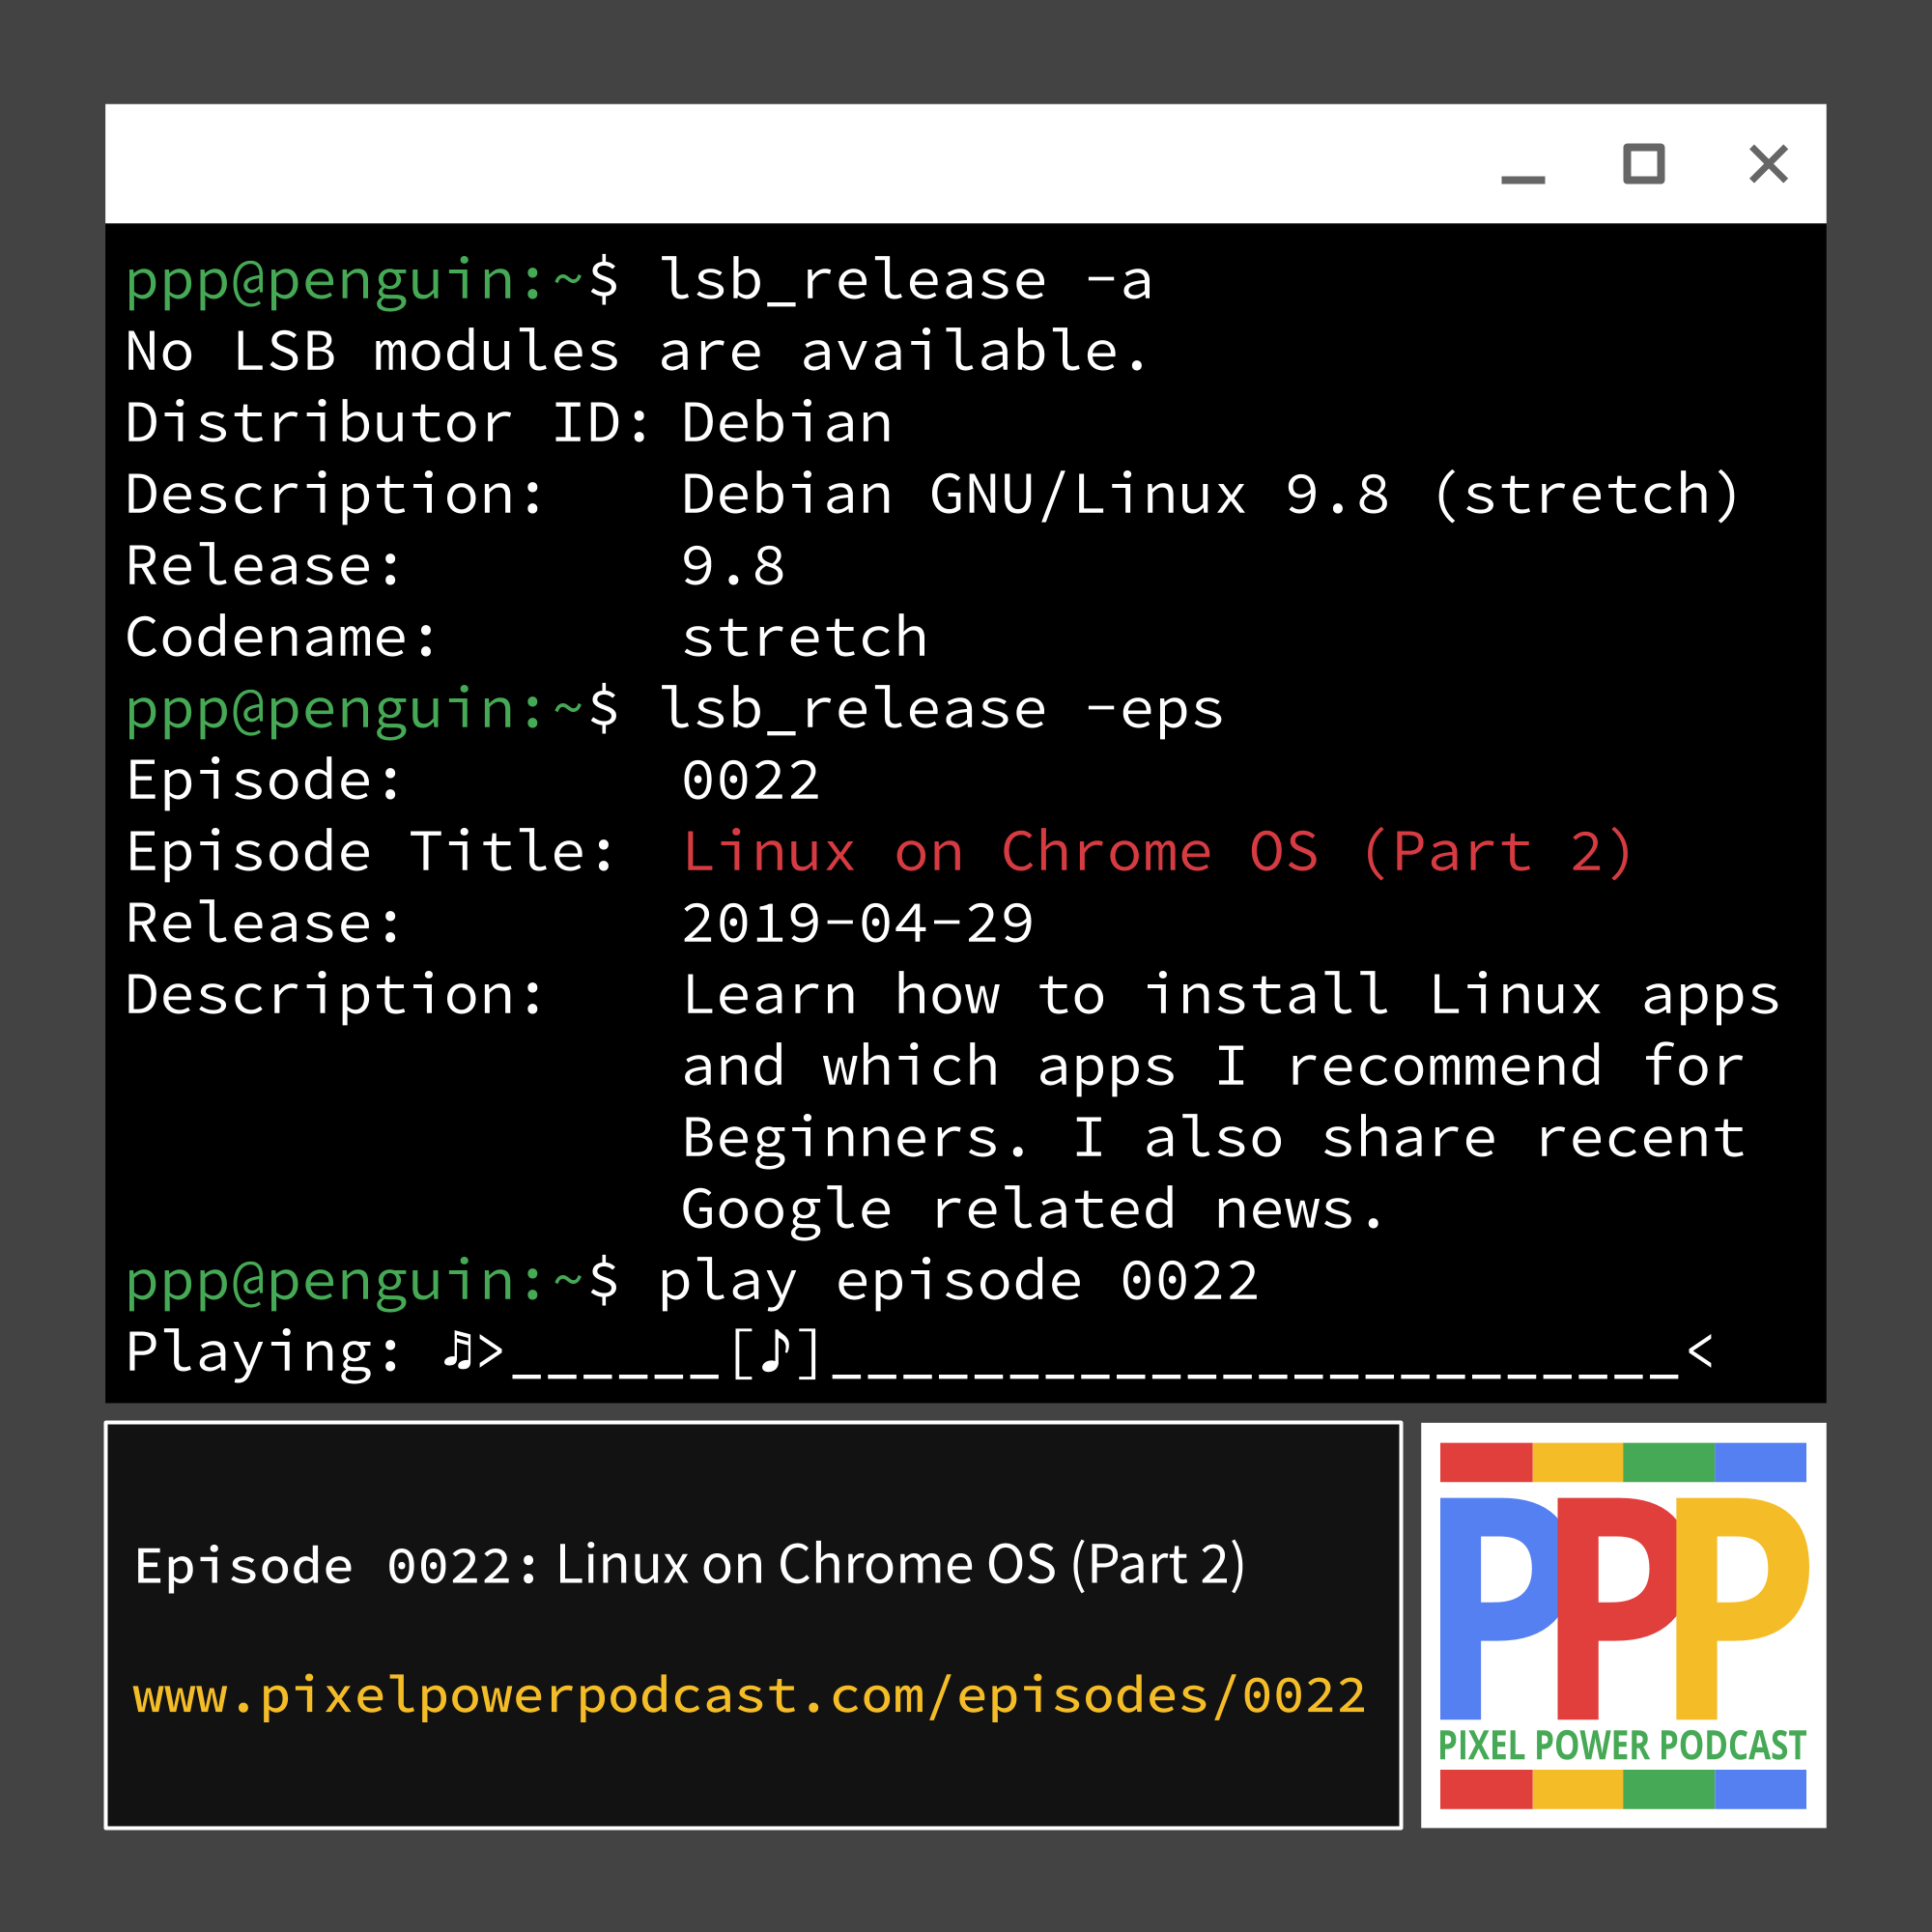 ppp@penguin:~$ lsb_release -a
No LSB modules are available.
Distributor ID: Debian
Description: Debian GNU/Linux 9.8 (stretch)
Release: 9.8
Codename: stretch
ppp@penguin:~$ lsb_release -eps
Episode: 0022
Episode Title: Linux on Chrome OS (Part 2)
Release: 2019-04-29
Description: Learn how to install Linux apps
and which apps I recommend for
Beginners. I also share recent
Google related news.
ppp@penguin:~$ play episode 0022
Playing: ♫>______[♪]________________________<
Episode 0022: Linux on Chrome OS (Part 2)
www.pixelpowerpodcast.com/episodes/0022
PPP
PIXEL POWER PODCAST